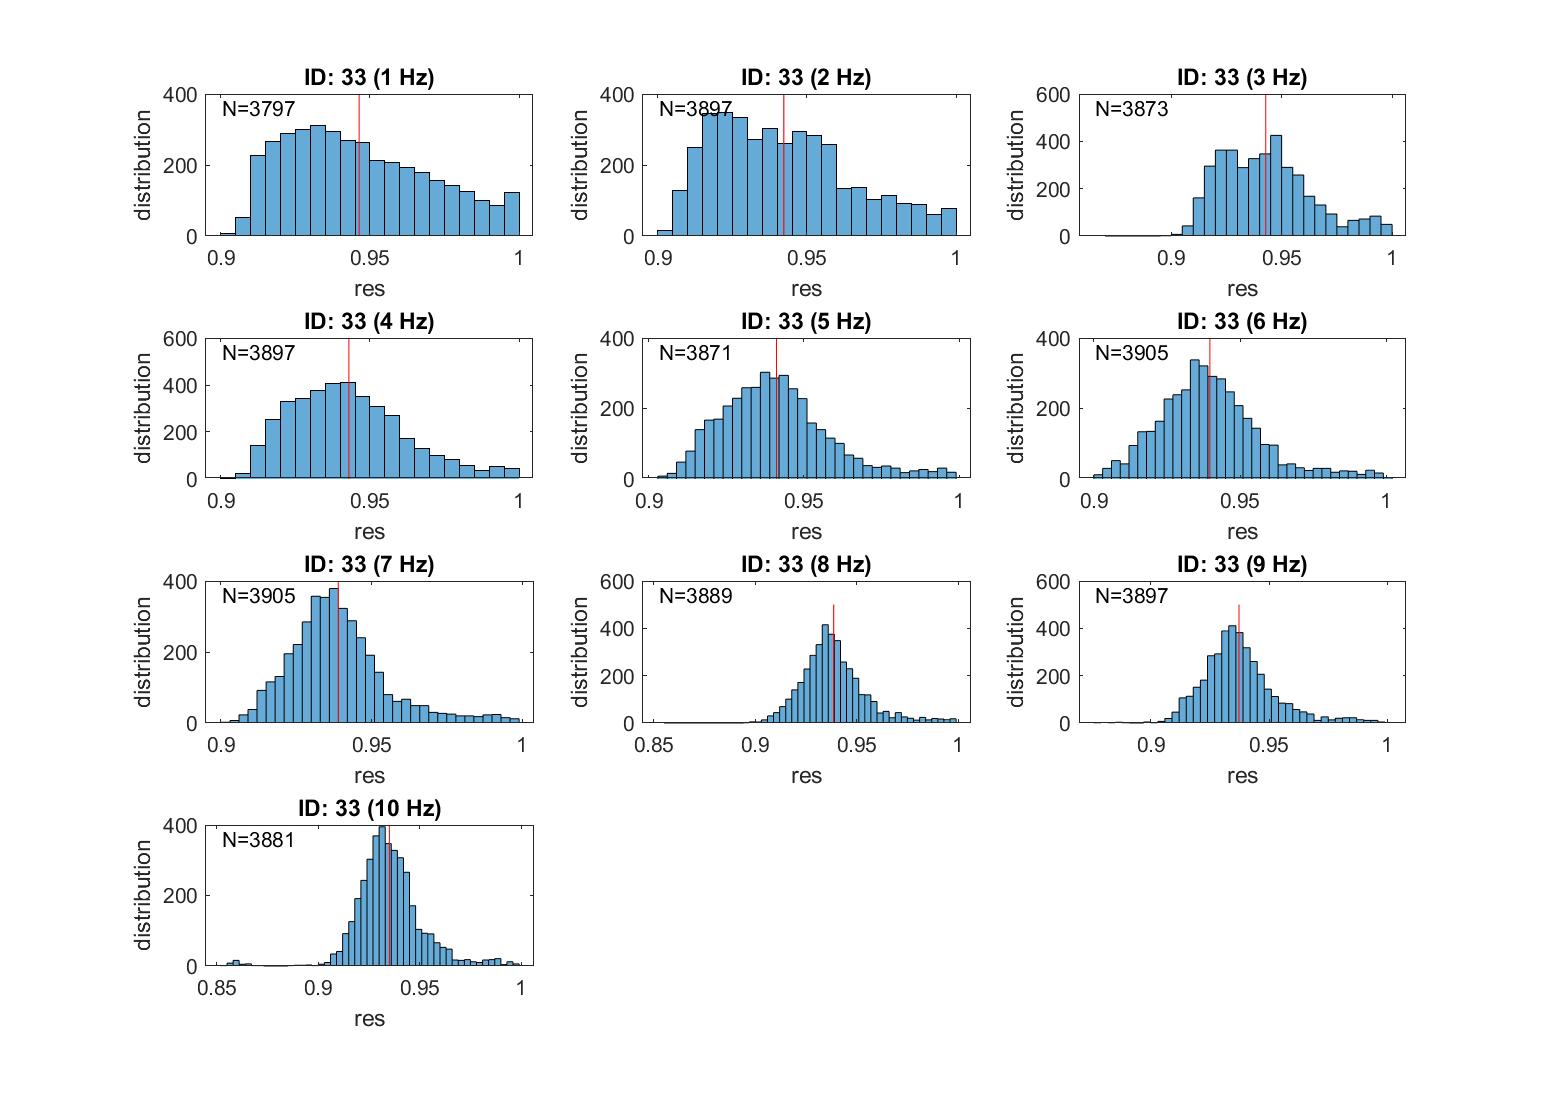 ID: 33 (1 Hz)
N=3797
distribution
400
200
0
0.9 0.95 1
res
ID: 33 (2 Hz)
N=3897
distribution
400
200
0
0.9 0.95 1
res
ID: 33 (3 Hz)
N=3873
distribution
600
400
200
0
0.9 0.95 1
res
ID: 33 (4 Hz)
N=3897
distribution
600
400
200
0
0.9 0.95 1
res
ID: 33 (5 Hz)
N=3871
distribution
400
200
0
0.9 0.95 1
res
ID: 33 (6 Hz)
N=3905
distribution
400
200
0
0.9 0.95 1
res
ID: 33 (7 Hz)
N=3905
distribution
400
200
0
0.9 0.95 1
res
ID: 33 (8 Hz)
N=3889
distribution
600
400
200
0
0.85 0.9 0.95 1
res
ID: 33 (9 Hz)
N=3897
distribution
600
400
200
0
0.9 0.95 1
res
ID: 33 (10 Hz)
N=3881
distribution
400
200
0
0.85 0.9 0.95 1
res